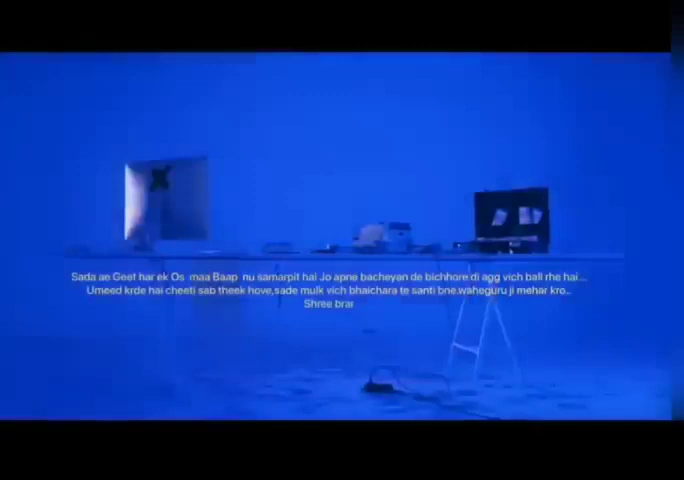 Sada ae Geet har ek Os maa Baap nu samarpit hai Jo apne bacheyan de bichhore di agg vich ball rhe hai...
Umeed krde hai cheeti sab theek hove,sade mulk vich bhaichara te santi bne.waheguru ji mehar kro..
Shree brar